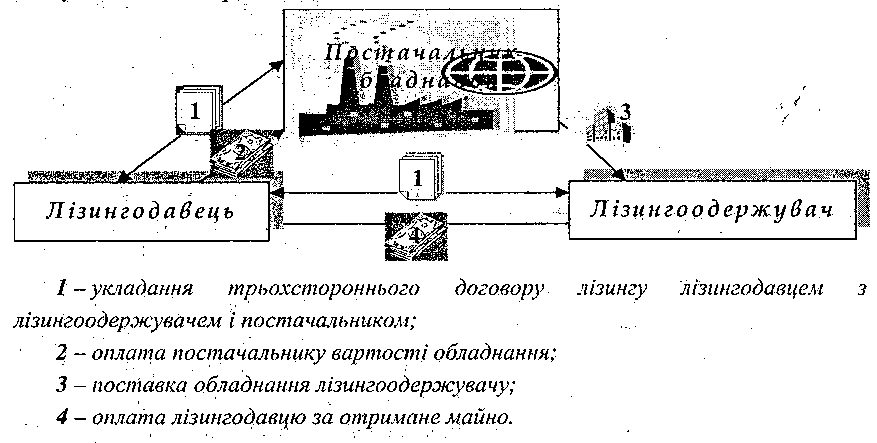 Постачальник
обладнання
1
3
2
1
Лізингодавець
Лізингоодержувач
4
1 – укладання трьохстороннього договору лізингу лізингодавцем з
лізингоодержувачем і постачальником;
2 – оплата постачальнику вартості обладнання;
3 – поставка обладнання лізингоодержувачу;
4 – оплата лізингодавцю за отримане майно.